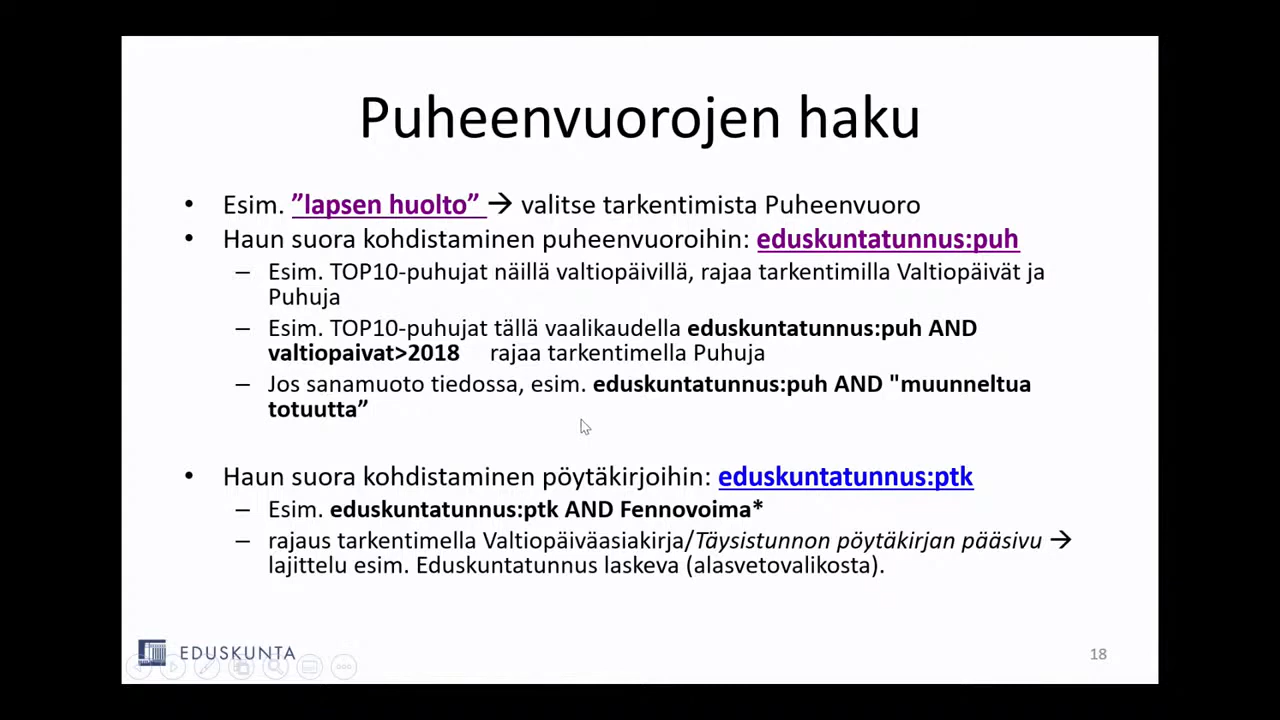 Puheenvuorojen haku
• Esim. ”lapsen huolto” → valitse tarkentimista Puheenvuoro
• Haun suora kohdistaminen puheenvuoroihin: eduskuntatunnus:puh
– Esim. TOP10-puhujat näillä valtiopäivillä, rajaa tarkentimilla Valtiopäivät ja
Puhuja
– Esim. TOP10-puhujat tällä vaalikaudella eduskuntatunnus:puh AND
valtiopaivat>2018 rajaa tarkentimella Puhuja
– Jos sanamuoto tiedossa, esim. eduskuntatunnus:puh AND "muunneltua
totuutta”
• Haun suora kohdistaminen pöytäkirjoihin: eduskuntatunnus:ptk
– Esim. eduskuntatunnus:ptk AND Fennovoima*
– rajaus tarkentimella Valtiopäiväasiakirja/Täysistunnon pöytäkirjan pääsivu →
lajittelu esim. Eduskuntatunnus laskeva (alasvetovalikosta).
EDUSKUNTA
18